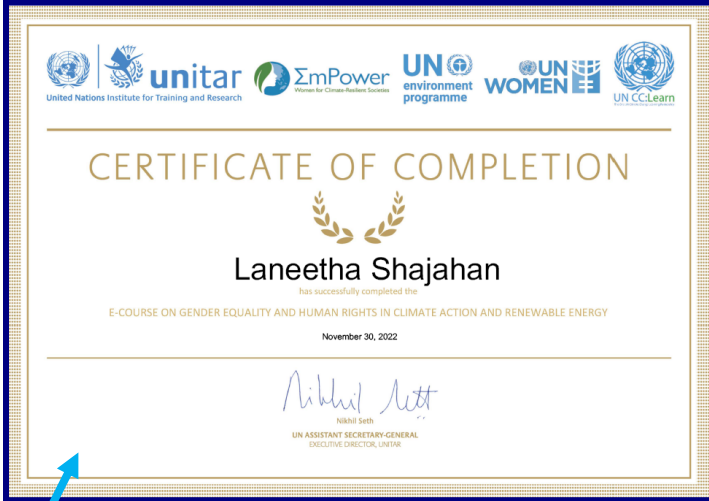 unitar
United Nations Institute for Training and Research
ΣmPower
Women for Climate-Resilient Societies
UN
environment
programme
UN
WOMEN
UN CC:Learn
CERTIFICATE OF COMPLETION
Laneetha Shajahan
has successfully completed the
E-COURSE ON GENDER EQUALITY AND HUMAN RIGHTS IN CLIMATE ACTION AND RENEWABLE ENERGY
November 30, 2022
Nikhil Seth
Nikhil Seth
UN ASSISTANT SECRETARY-GENERAL
EXECUTIVE DIRECTOR, UNITAR